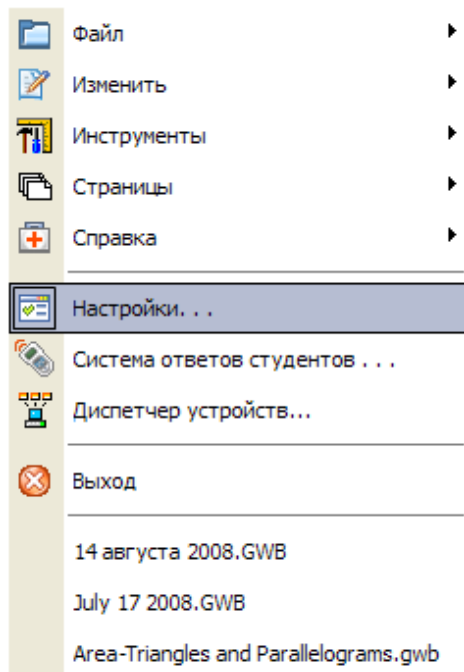 Файл
Изменить
Инструменты
Страницы
Справка
Настройки. . .
Система ответов студентов . . .
Диспетчер устройств...
Выход
14 августа 2008.GWB
July 17 2008.GWB
Area-Triangles and Parallelograms.gwb